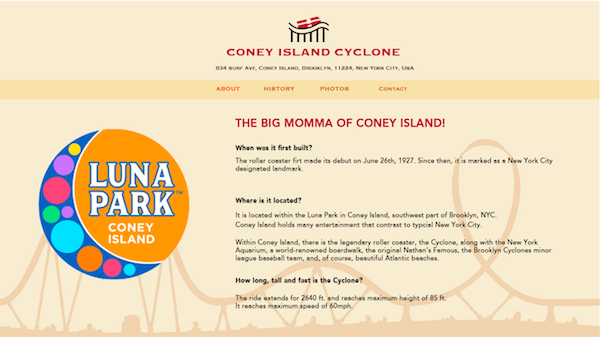 CONEY ISLAND CYCLONE
834 surf Ave, Coney Island, Brooklyn, 11224, New York City, USA
ABOUT HISTORY PHOTOS Contact
THE BIG MOMMA OF CONEY ISLAND!
When was it first built?
The roller coaster firt made its debut on June 26th, 1927. Since then, it is marked as a New York City
designated landmark.
LUNA
PARK™
CONEY
ISLAND
Where is it located?
It is located within the Luna Park in Coney Island, southwest part of Brooklyn, NYC.
Coney Island holds many entertainment that contrast to typcial New York City.
Within Coney Island, there is the legendary roller coaster, the Cyclone, along with the New York
Aquarium, a world-renowned boardwalk, the original Nathan's Famous, the Brooklyn Cyclones minor
league baseball team, and, of course, beautiful Atlantic beaches.
How long, tall and fast is the Cyclone?
The ride extends for 2640 ft. and reaches maximum height of 85 ft.
It reaches maximum speed of 60mph.